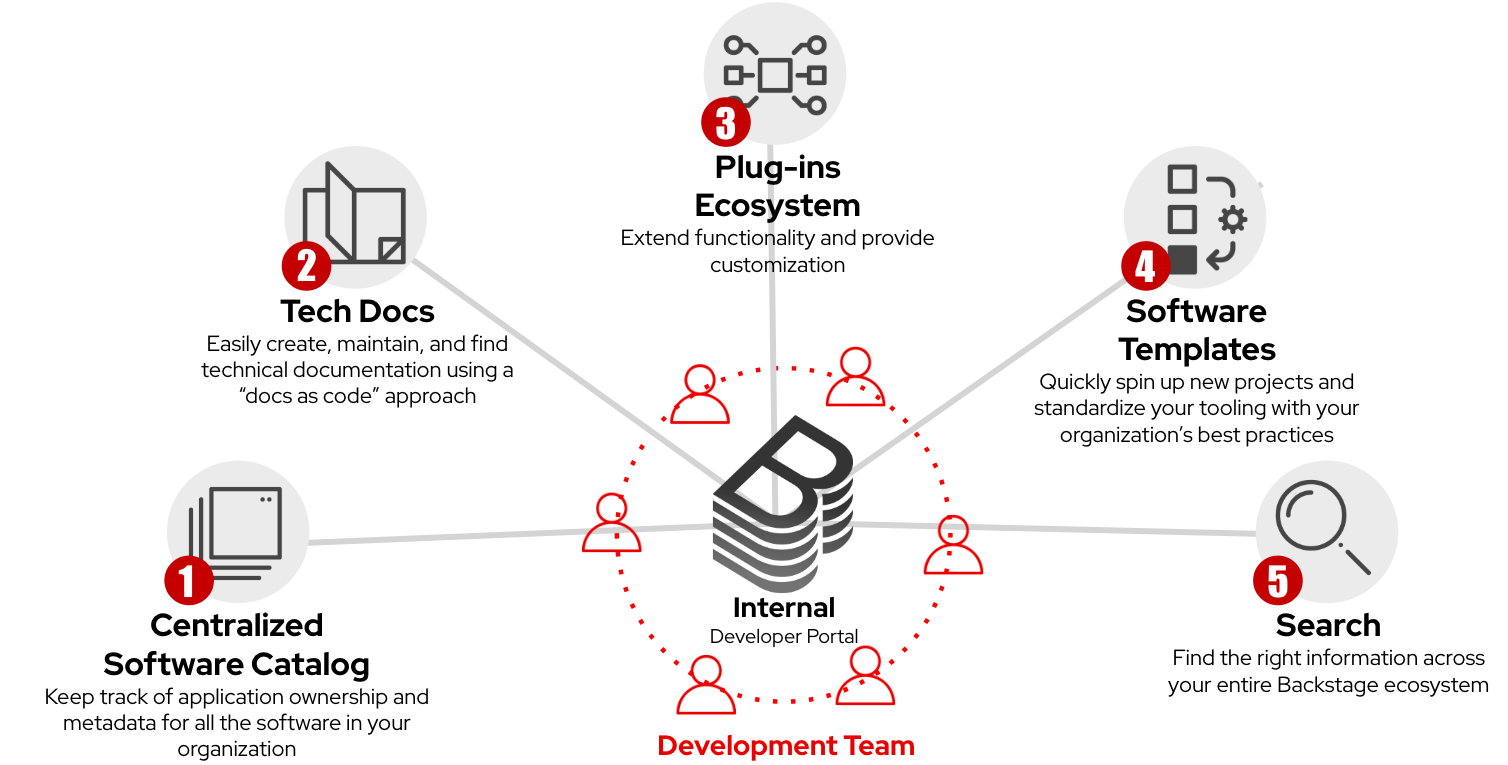 3
Plug-ins
Ecosystem
Extend functionality and provide
customization
2
Tech Docs
Easily create, maintain, and find
technical documentation using a
“docs as code” approach
4
Software
Templates
Quickly spin up new projects and
standardize your tooling with your
organization’s best practices
1
Centralized
Software Catalog
Keep track of application ownership and
metadata for all the software in your
organization
B
Internal
Developer Portal
Development Team
5
Search
Find the right information across
your entire Backstage ecosystem